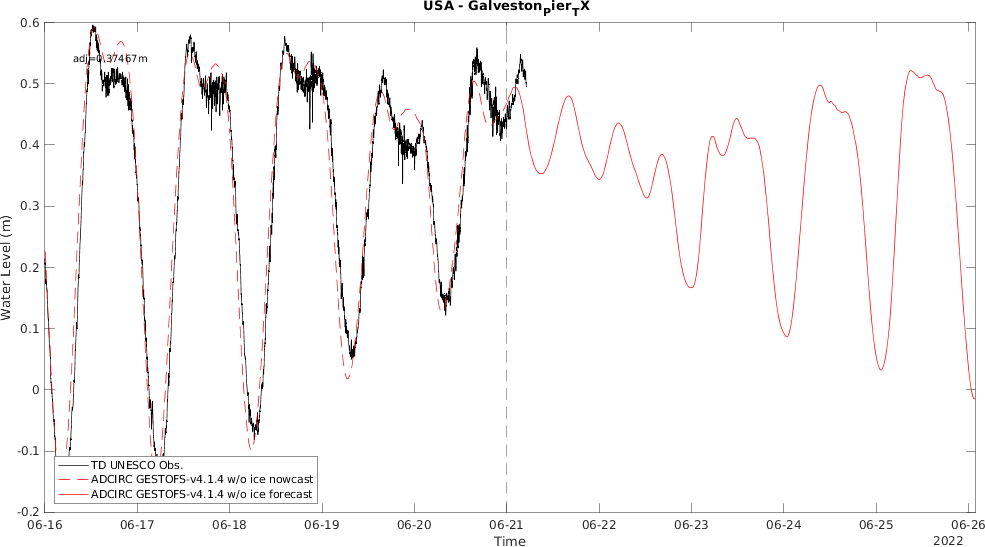 USA - Galveston_Pier_TX
adj=0.37467m
0.6
0.5
0.4
0.3
0.2
0.1
0
-0.1
-0.2
Water Level (m)
TD UNESCO Obs.
ADCIRC GESTOFS-v4.1.4 w/o ice nowcast
ADCIRC GESTOFS-v4.1.4 w/o ice forecast
06-16 06-17 06-18 06-19 06-20 06-21 06-22 06-23 06-24 06-25 06-26
Time
2022